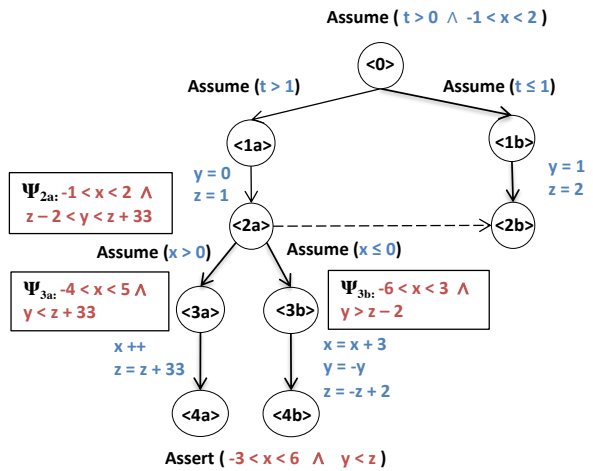 Assume ( t > 0 ∧ -1 < x < 2 )
<0>
Assume (t > 1)
Assume (t ≤ 1)
<1a>
<1b>
y = 0
z = 1
y = 1
z = 2
Ψ2a: -1 < x < 2 ∧
z – 2 < y < z + 33
<2a>
<2b>
Assume (x > 0)
Assume (x ≤ 0)
Ψ3a: -4 < x < 5 ∧
y < z + 33
<3a>
<3b>
Ψ3b: -6 < x < 3 ∧
y > z – 2
x ++
z = z + 33
x = x + 3
y = -y
z = -z + 2
<4a>
<4b>
Assert ( -3 < x < 6 ∧ y < z )